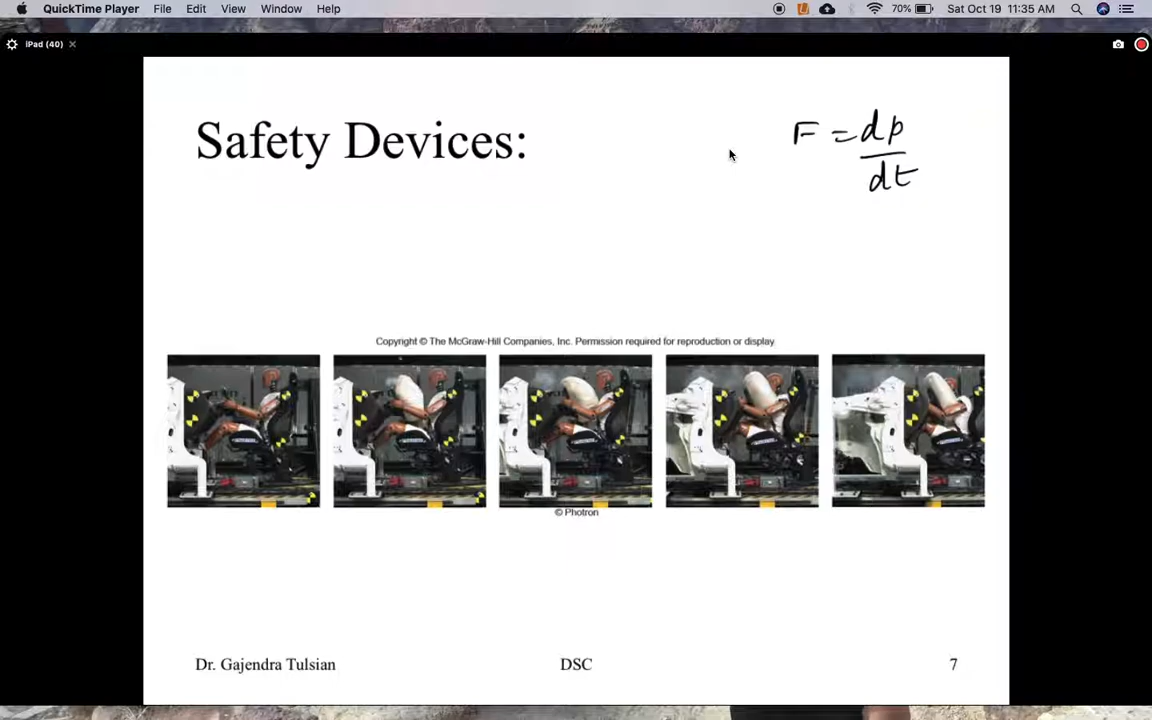 QuickTime Player File Edit View Window Help 70% Sat Oct 19 11:35 AM
iPad (40)
Safety Devices:
F = dp
dt
Copyright © The McGraw-Hill Companies, Inc. Permission required for reproduction or display
© Photron
Dr. Gajendra Tulsian DSC 7